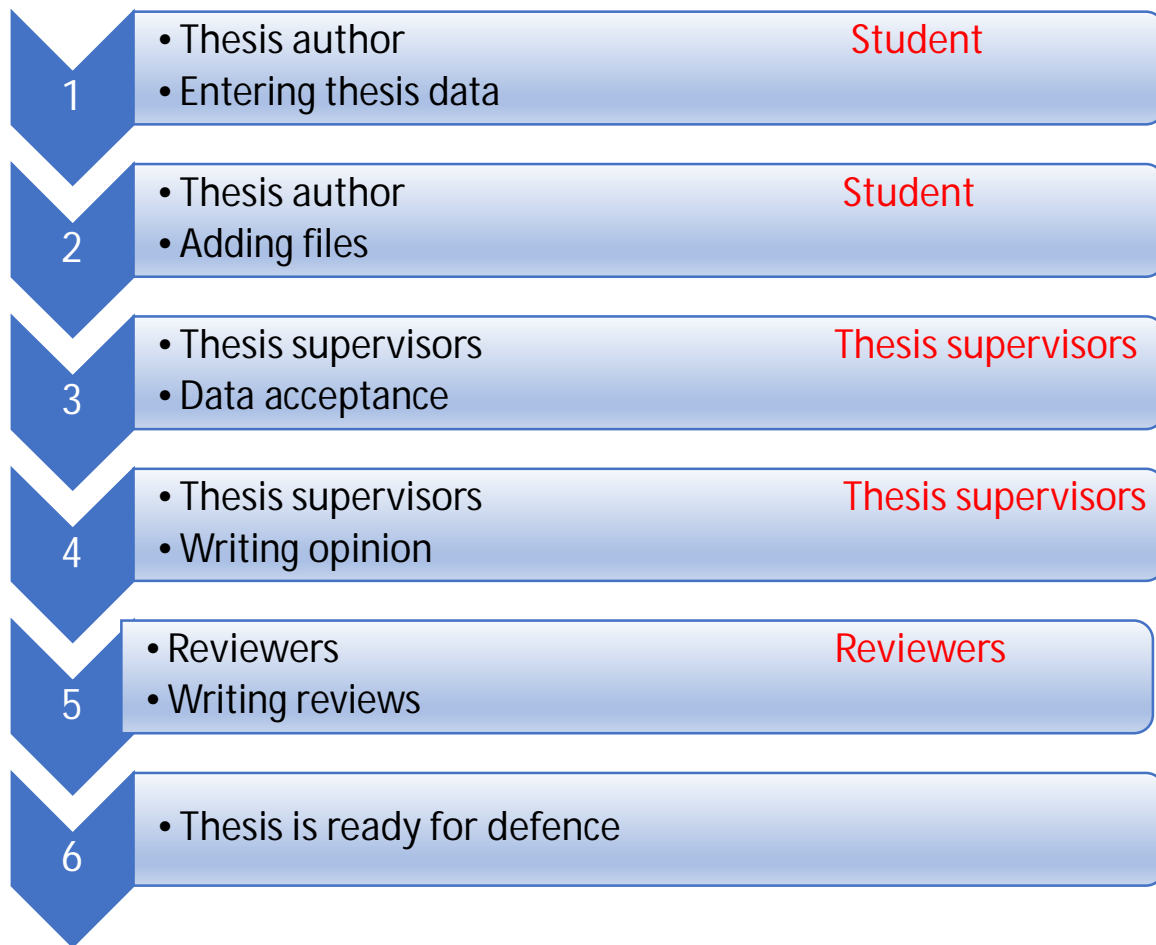 1
• Thesis author Student
• Entering thesis data
2
• Thesis author Student
• Adding files
3
• Thesis supervisors Thesis supervisors
• Data acceptance
4
• Thesis supervisors Thesis supervisors
• Writing opinion
5
• Reviewers Reviewers
• Writing reviews
6
• Thesis is ready for defence